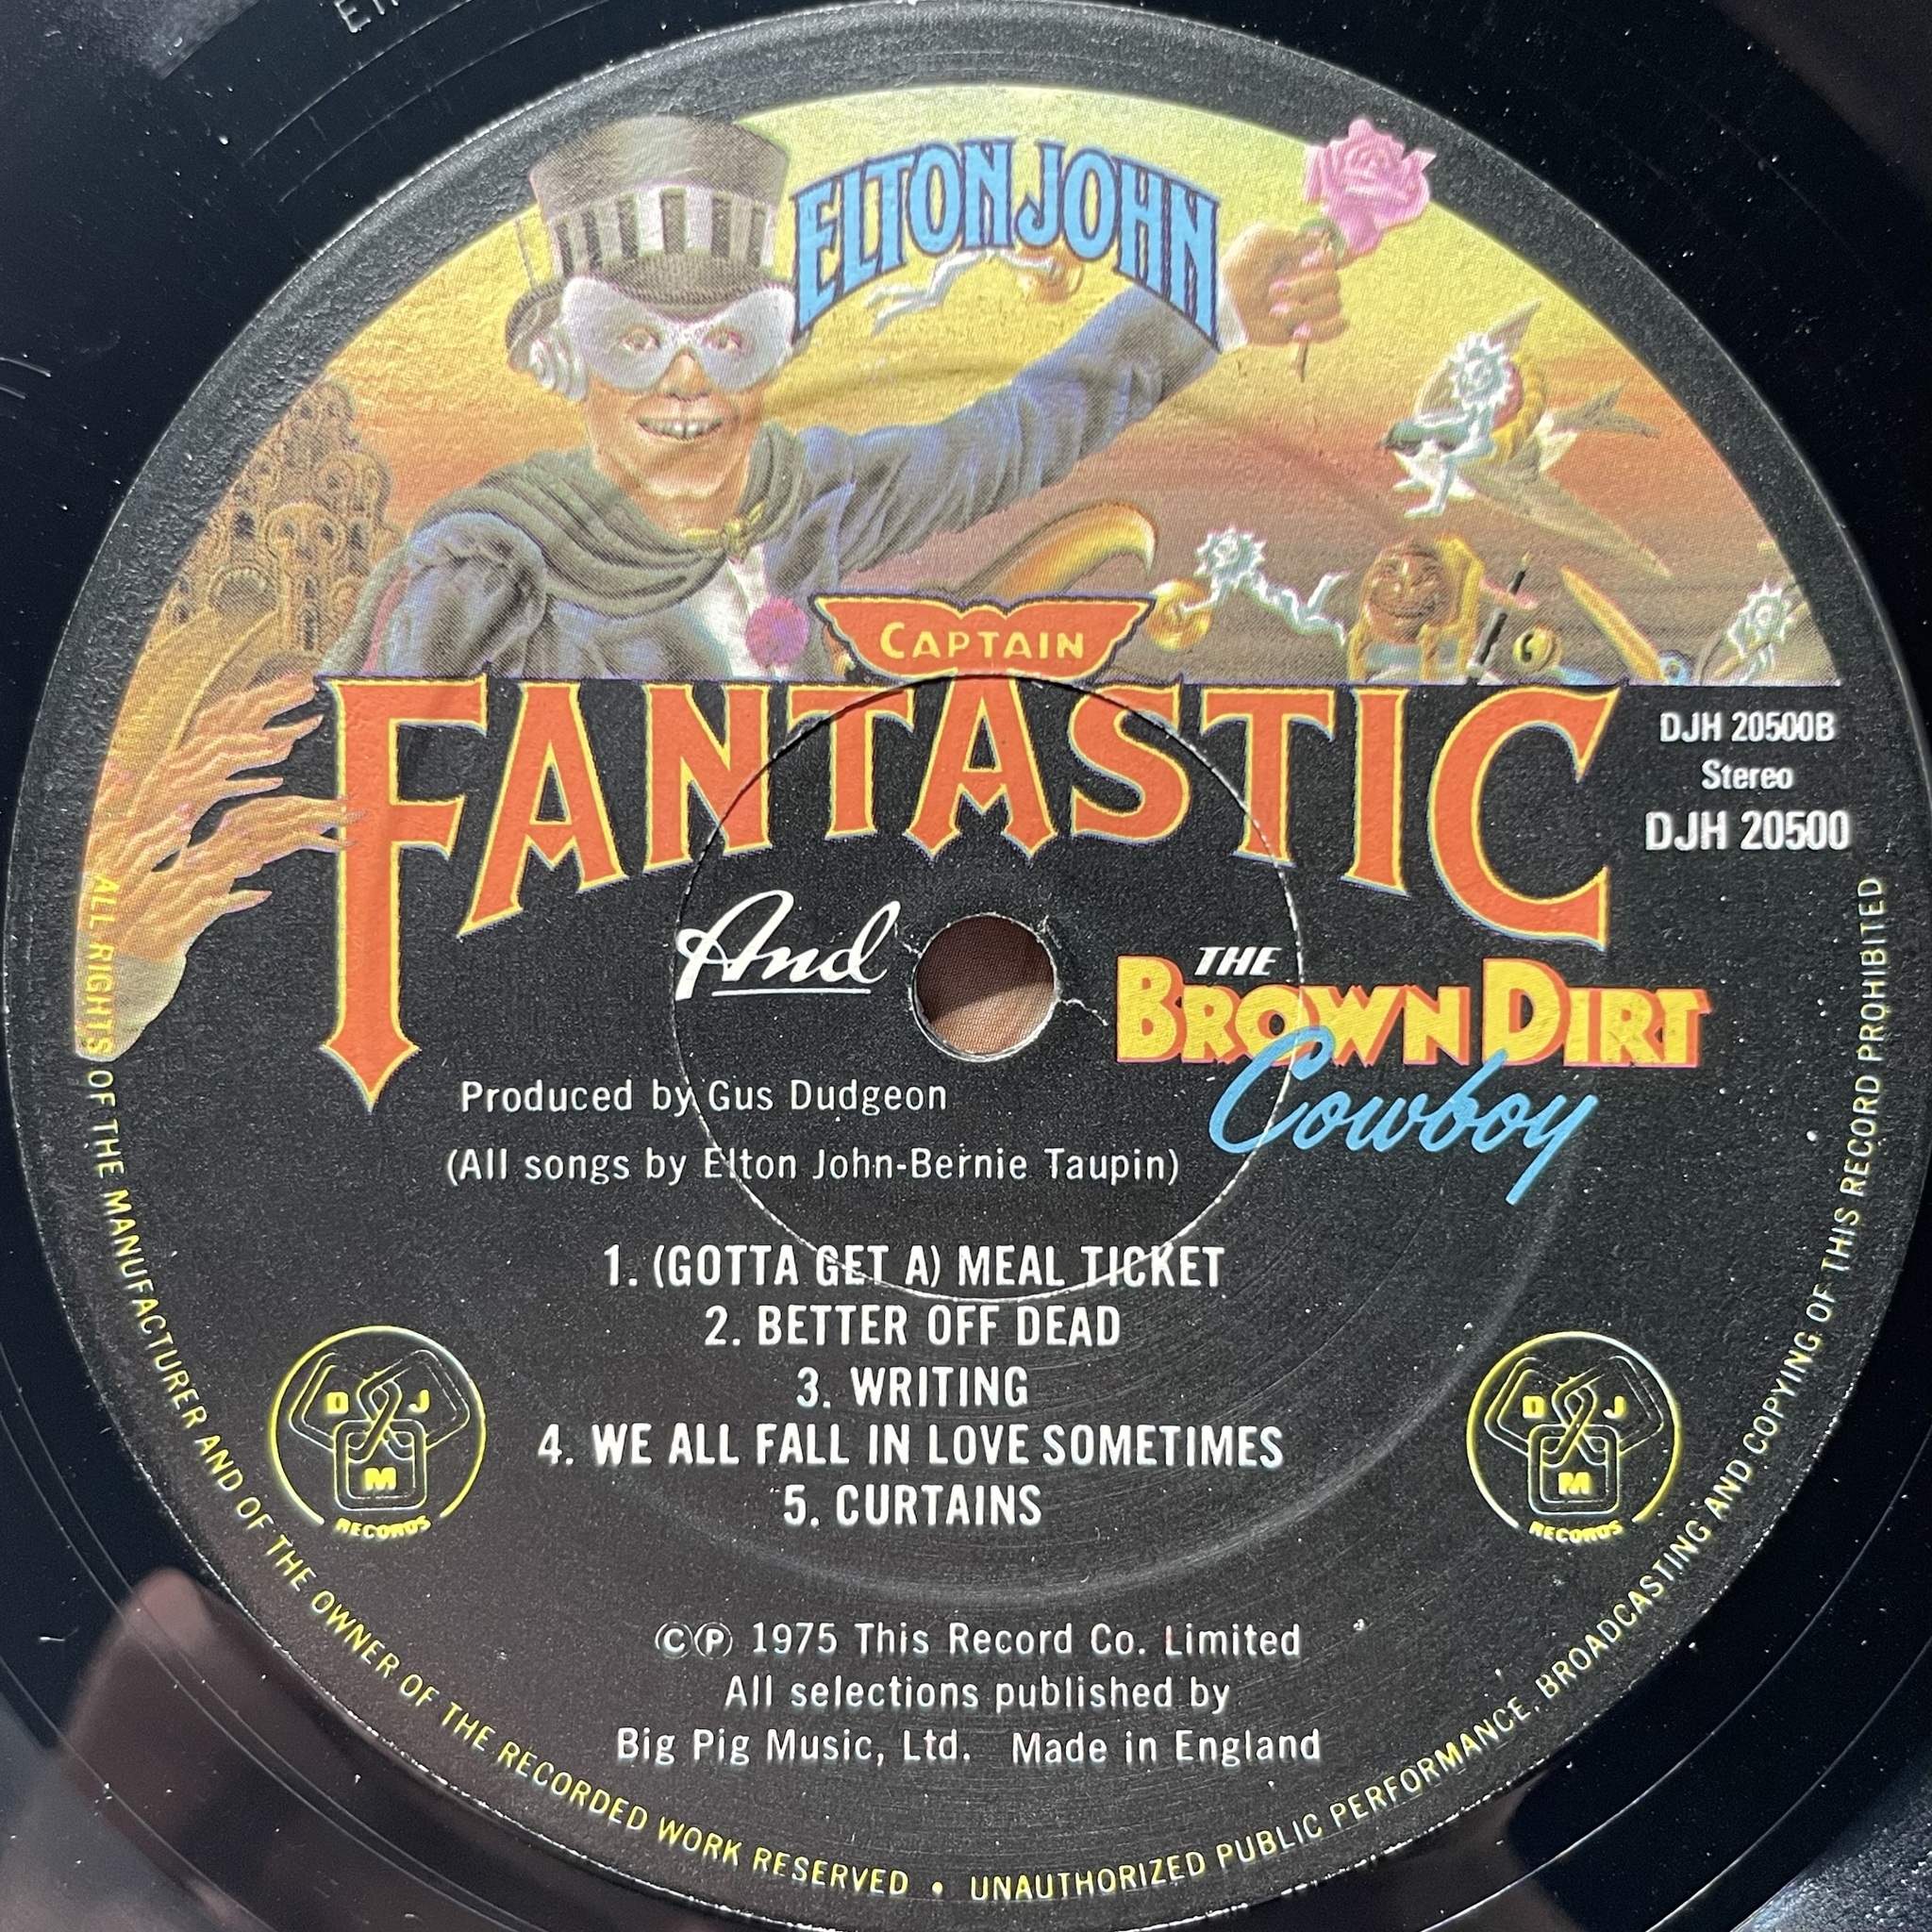 ELTON JOHN
CAPTAIN
FANTASTIC
And
THE
BROWN DIRT
Cowboy
DJH 20500B
Stereo
DJH 20500
Produced by Gus Dudgeon
(All songs by Elton John-Bernie Taupin)
1. (GOTTA GET A) MEAL TICKET
2. BETTER OFF DEAD
3. WRITING
4. WE ALL FALL IN LOVE SOMETIMES
5. CURTAINS
D J
M
RECORDS
D J
M
RECORDS
©℗ 1975 This Record Co. Limited
All selections published by
Big Pig Music, Ltd. Made in England
ALL RIGHTS OF THE MANUFACTURER AND OF THE OWNER OF THE RECORDED WORK RESERVED • UNAUTHORIZED PUBLIC PERFORMANCE, BROADCASTING AND COPYING OF THIS RECORD PROHIBITED